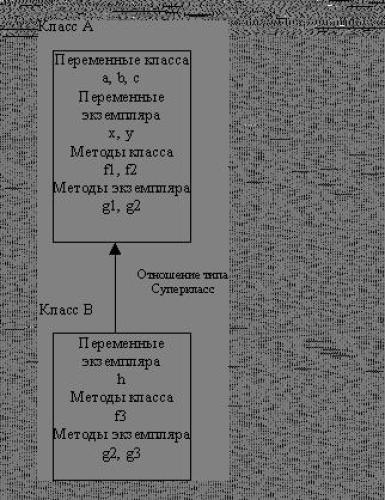 Класс А
Переменные класса
a, b, c
Переменные
экземпляра
x, y
Методы класса
f1, f2
Методы экземпляра
g1, g2
Отношение типа
Суперкласс
Класс В
Переменные
экземпляра
h
Методы класса
f3
Методы экземпляра
g2, g3